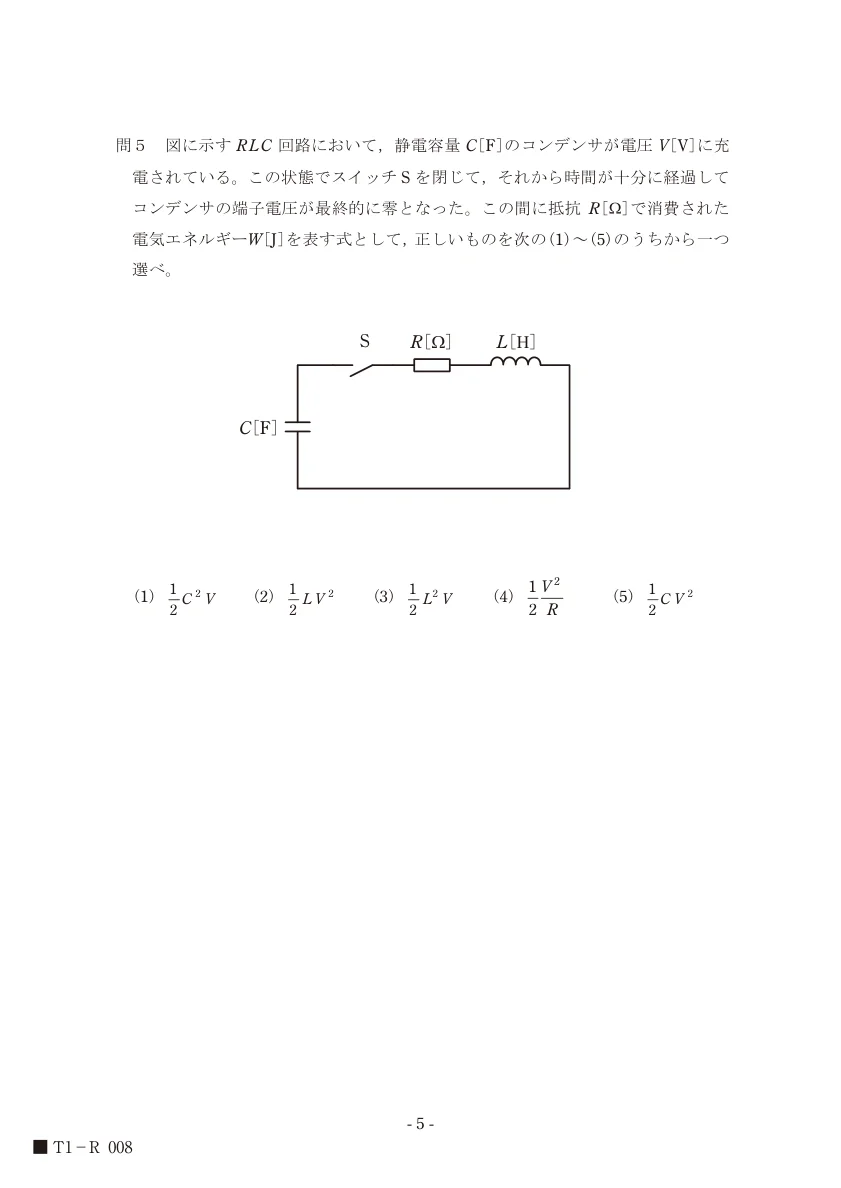 問5　図に示す RLC 回路において，静電容量 C[F]のコンデンサが電圧 V[V]に充
電されている。この状態でスイッチSを閉じて，それから時間が十分に経過して
コンデンサの端子電圧が最終的に零となった。この間に抵抗 R[Ω]で消費された
電気エネルギーW[J]を表す式として，正しいものを次の(1)～(5)のうちから一つ
選べ。
S　R[Ω]　L[H]
C[F]
(1) 1/2 C² V　(2) 1/2 L V²　(3) 1/2 L² V　(4) 1/2 V²/R　(5) 1/2 C V²
- 5 -
■ T1－R 008